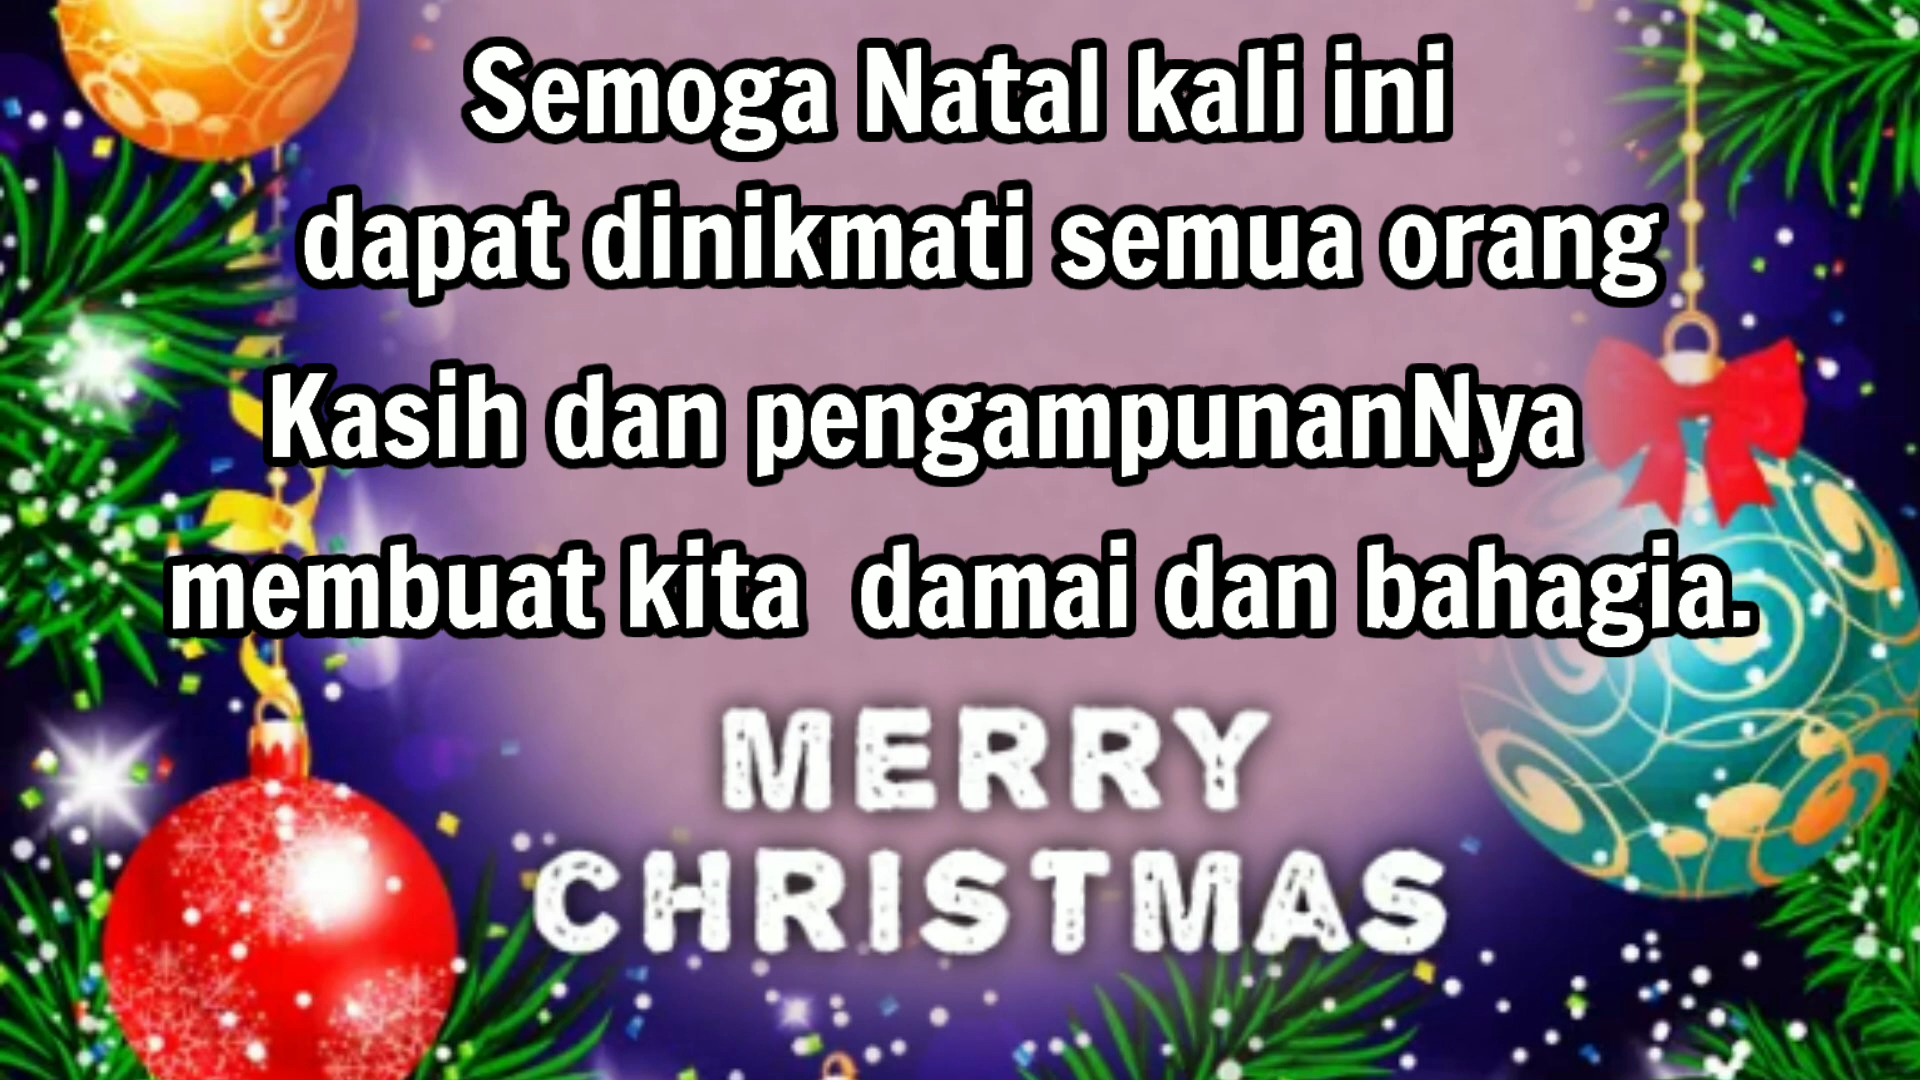 Semoga Natal kali ini
dapat dinikmati semua orang
Kasih dan pengampunanNya
membuat kita damai dan bahagia.
MERRY
CHRISTMAS